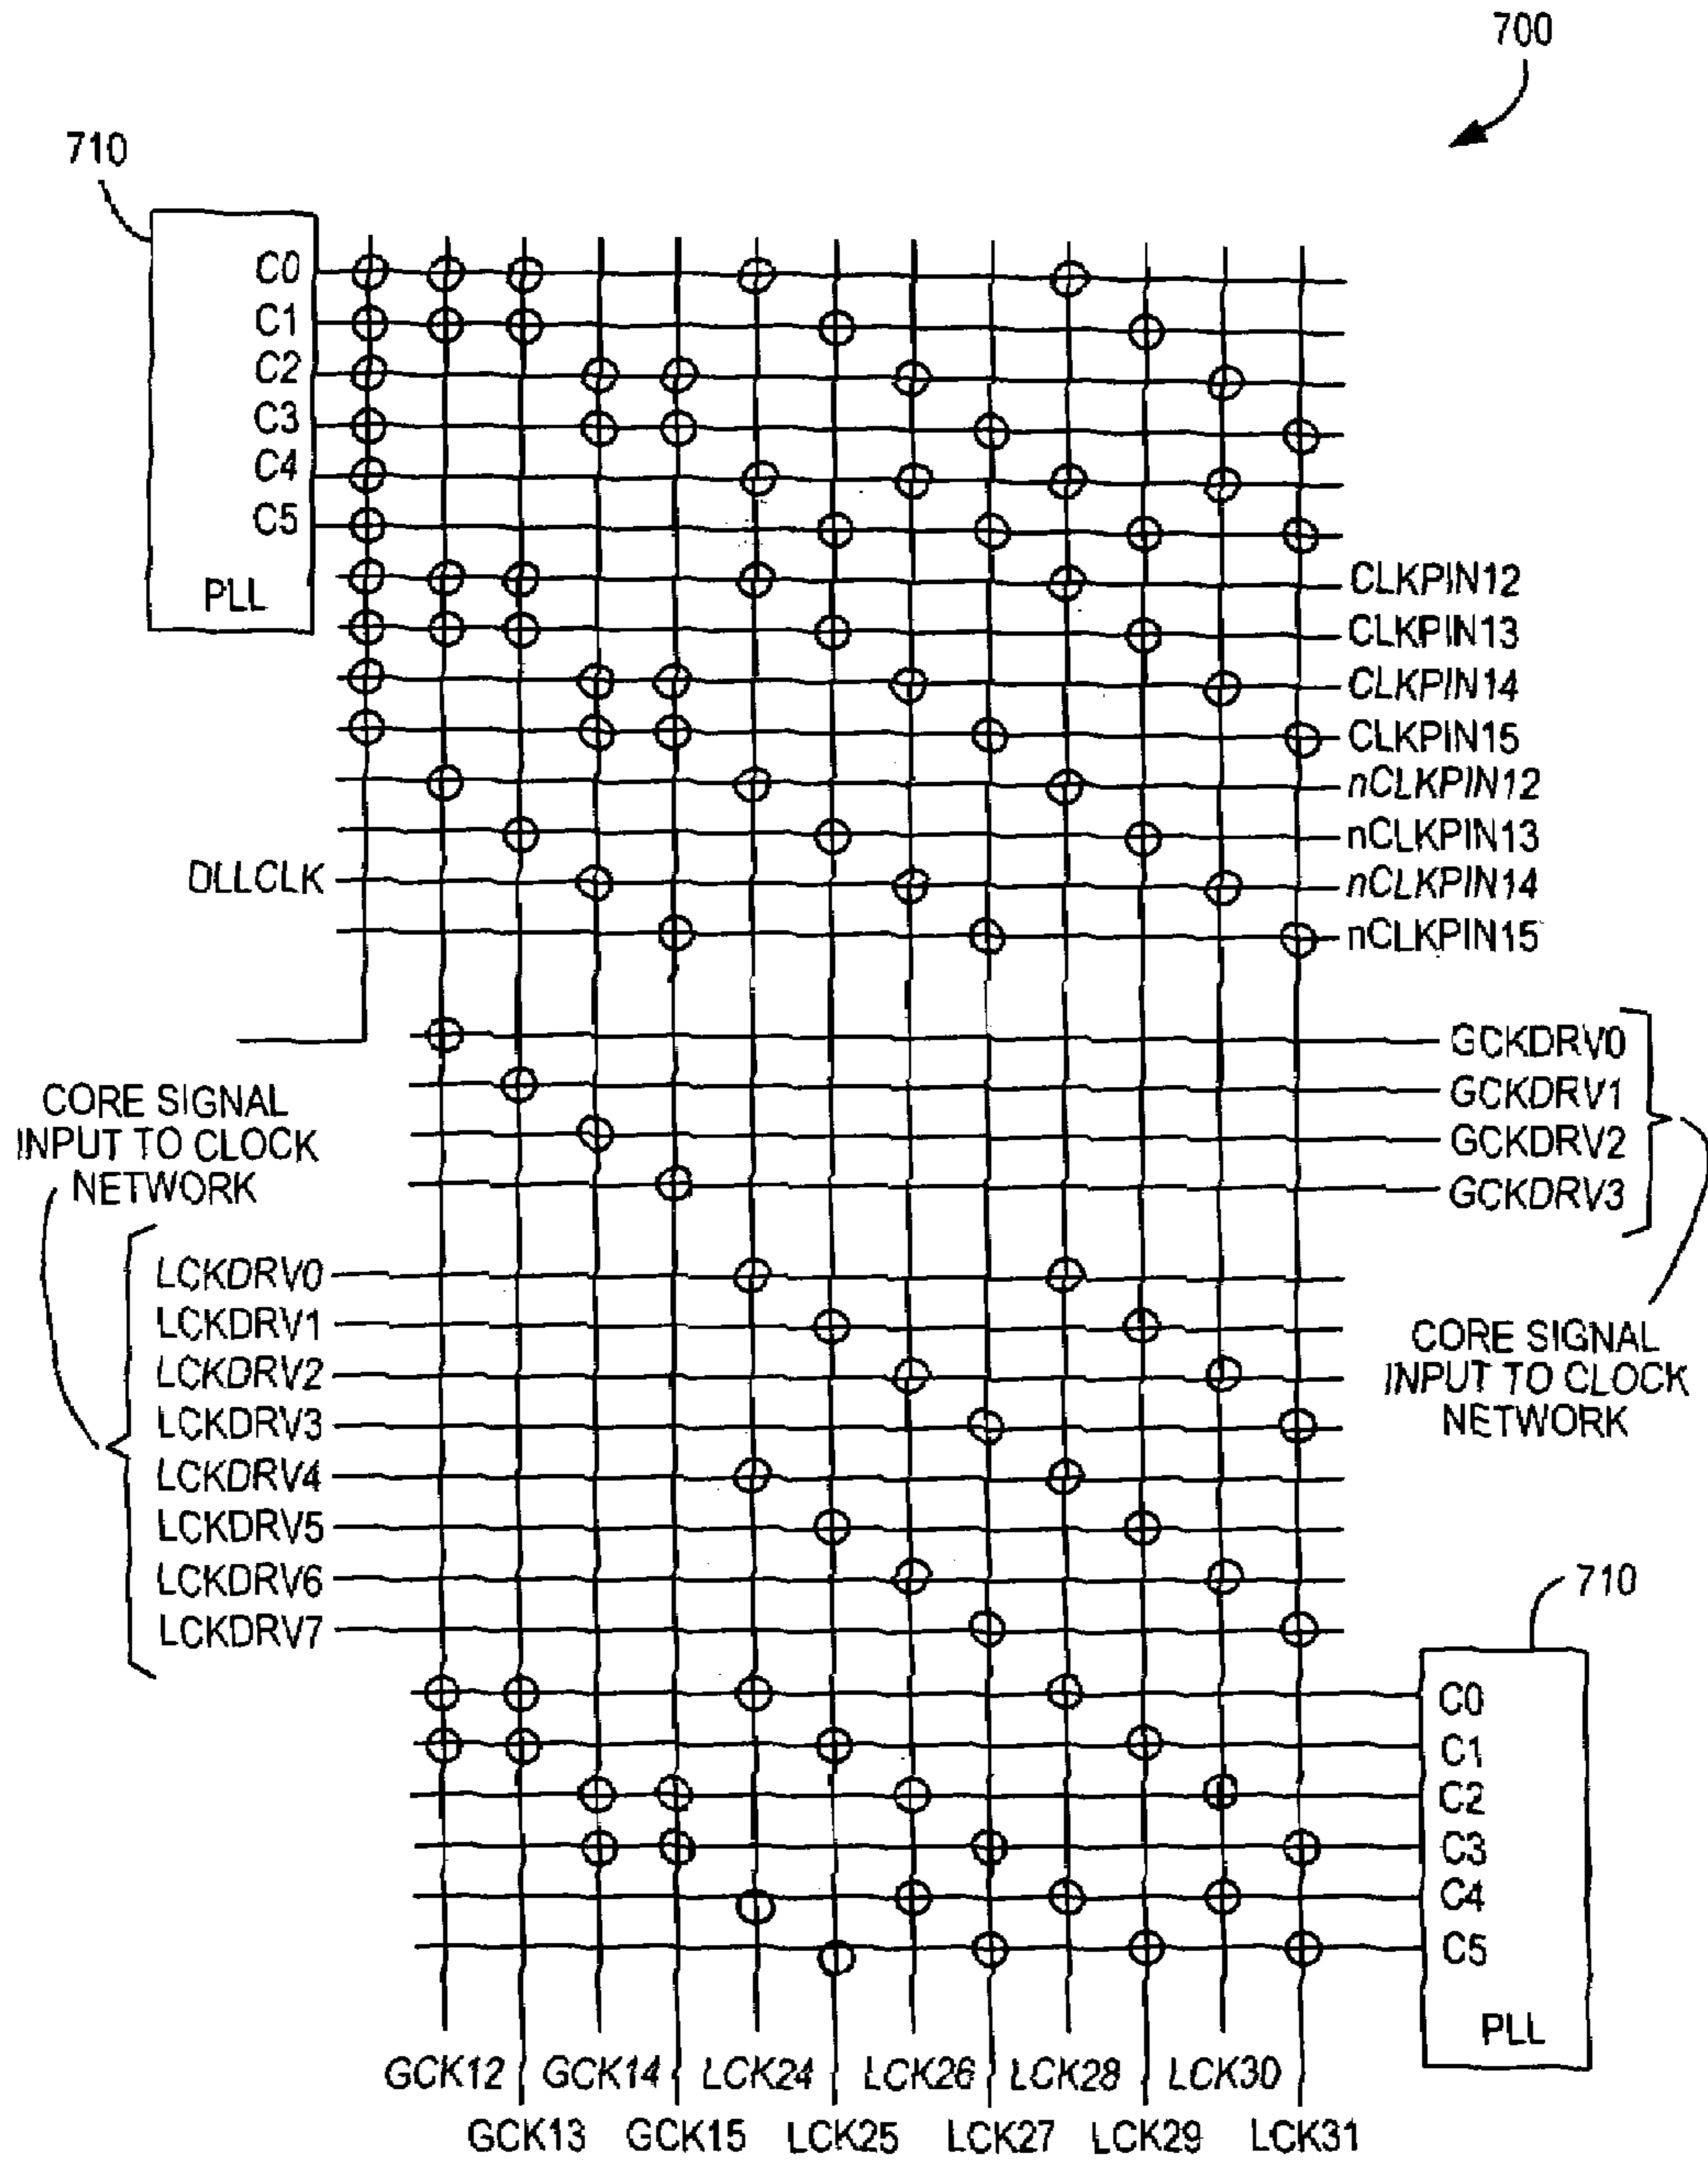 700
710
C0
C1
C2
C3
C4
C5
PLL
CLKPIN12
CLKPIN13
CLKPIN14
CLKPIN15
nCLKPIN12
nCLKPIN13
DLLCLK
nCLKPIN14
nCLKPIN15
GCKDRV0
GCKDRV1
GCKDRV2
GCKDRV3
CORE SIGNAL
INPUT TO CLOCK
NETWORK
LCKDRV0
LCKDRV1
LCKDRV2
LCKDRV3
LCKDRV4
LCKDRV5
LCKDRV6
LCKDRV7
CORE SIGNAL
INPUT TO CLOCK
NETWORK
710
C0
C1
C2
C3
C4
C5
PLL
GCK12 GCK14 LCK24 LCK26 LCK28 LCK30
GCK13 GCK15 LCK25 LCK27 LCK29 LCK31